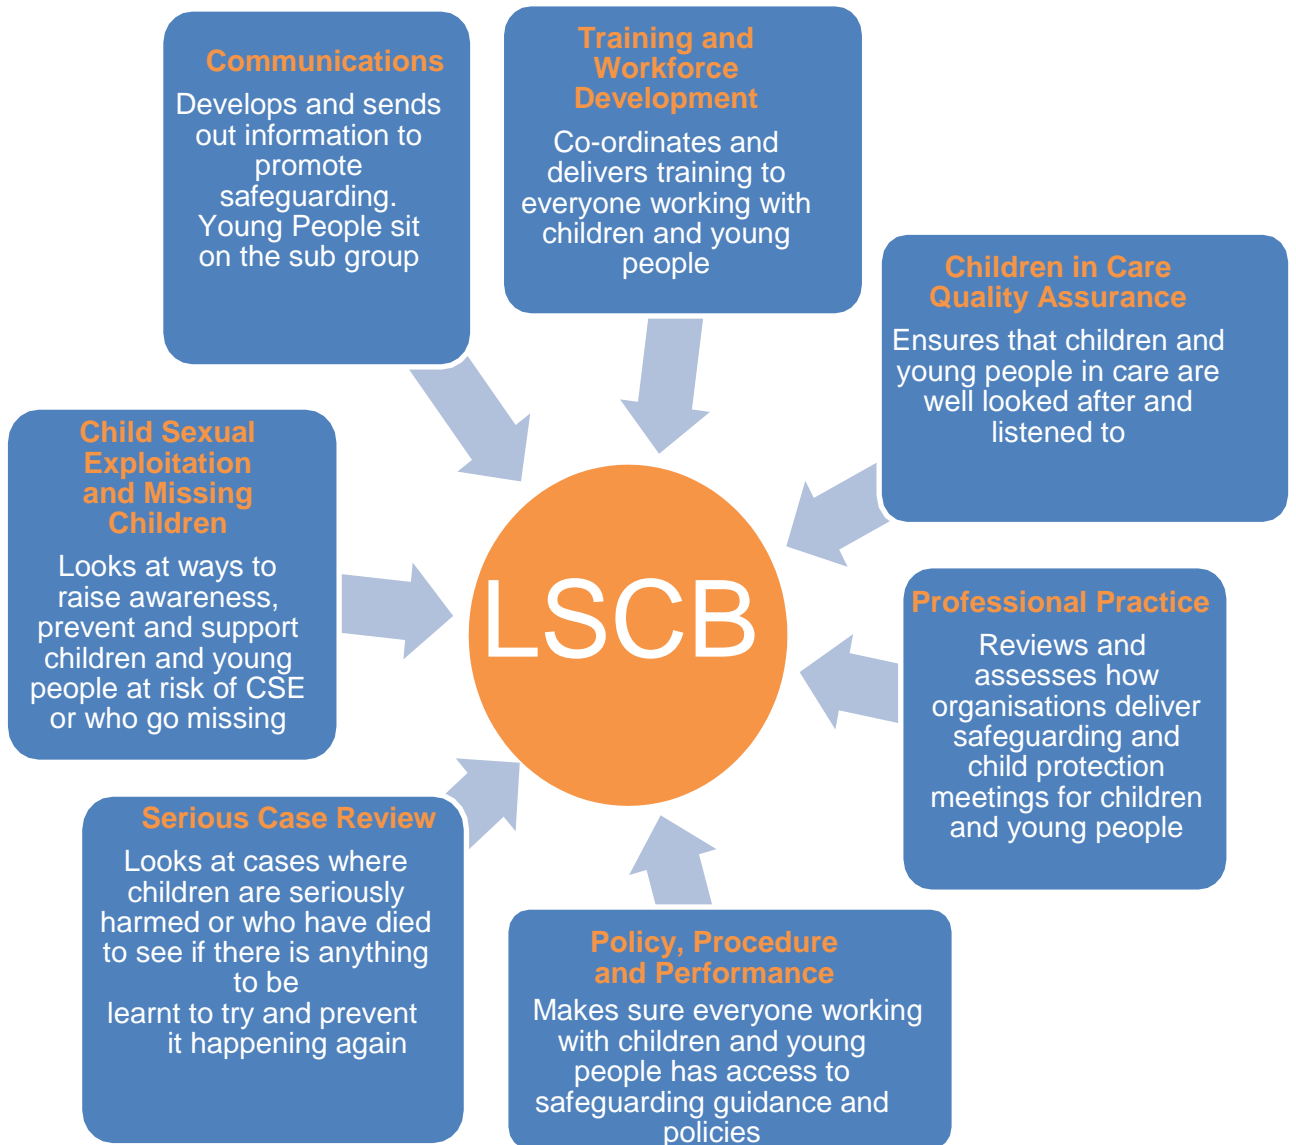 Communications
Develops and sends
out information to
promote
safeguarding.
Young People sit
on the sub group
Training and
Workforce
Development
Co-ordinates and
delivers training to
everyone working with
children and young
people
Children in Care
Quality Assurance
Ensures that children and
young people in care are
well looked after and
listened to
Child Sexual
Exploitation
and Missing
Children
Looks at ways to
raise awareness,
prevent and support
children and young
people at risk of CSE
or who go missing
LSCB
Professional Practice
Reviews and
assesses how
organisations deliver
safeguarding and
child protection
meetings for children
and young people
Serious Case Review
Looks at cases where
children are seriously
harmed or who have died
to see if there is anything
to be
learnt to try and prevent
it happening again
Policy, Procedure
and Performance
Makes sure everyone working
with children and young
people has access to
safeguarding guidance and
policies